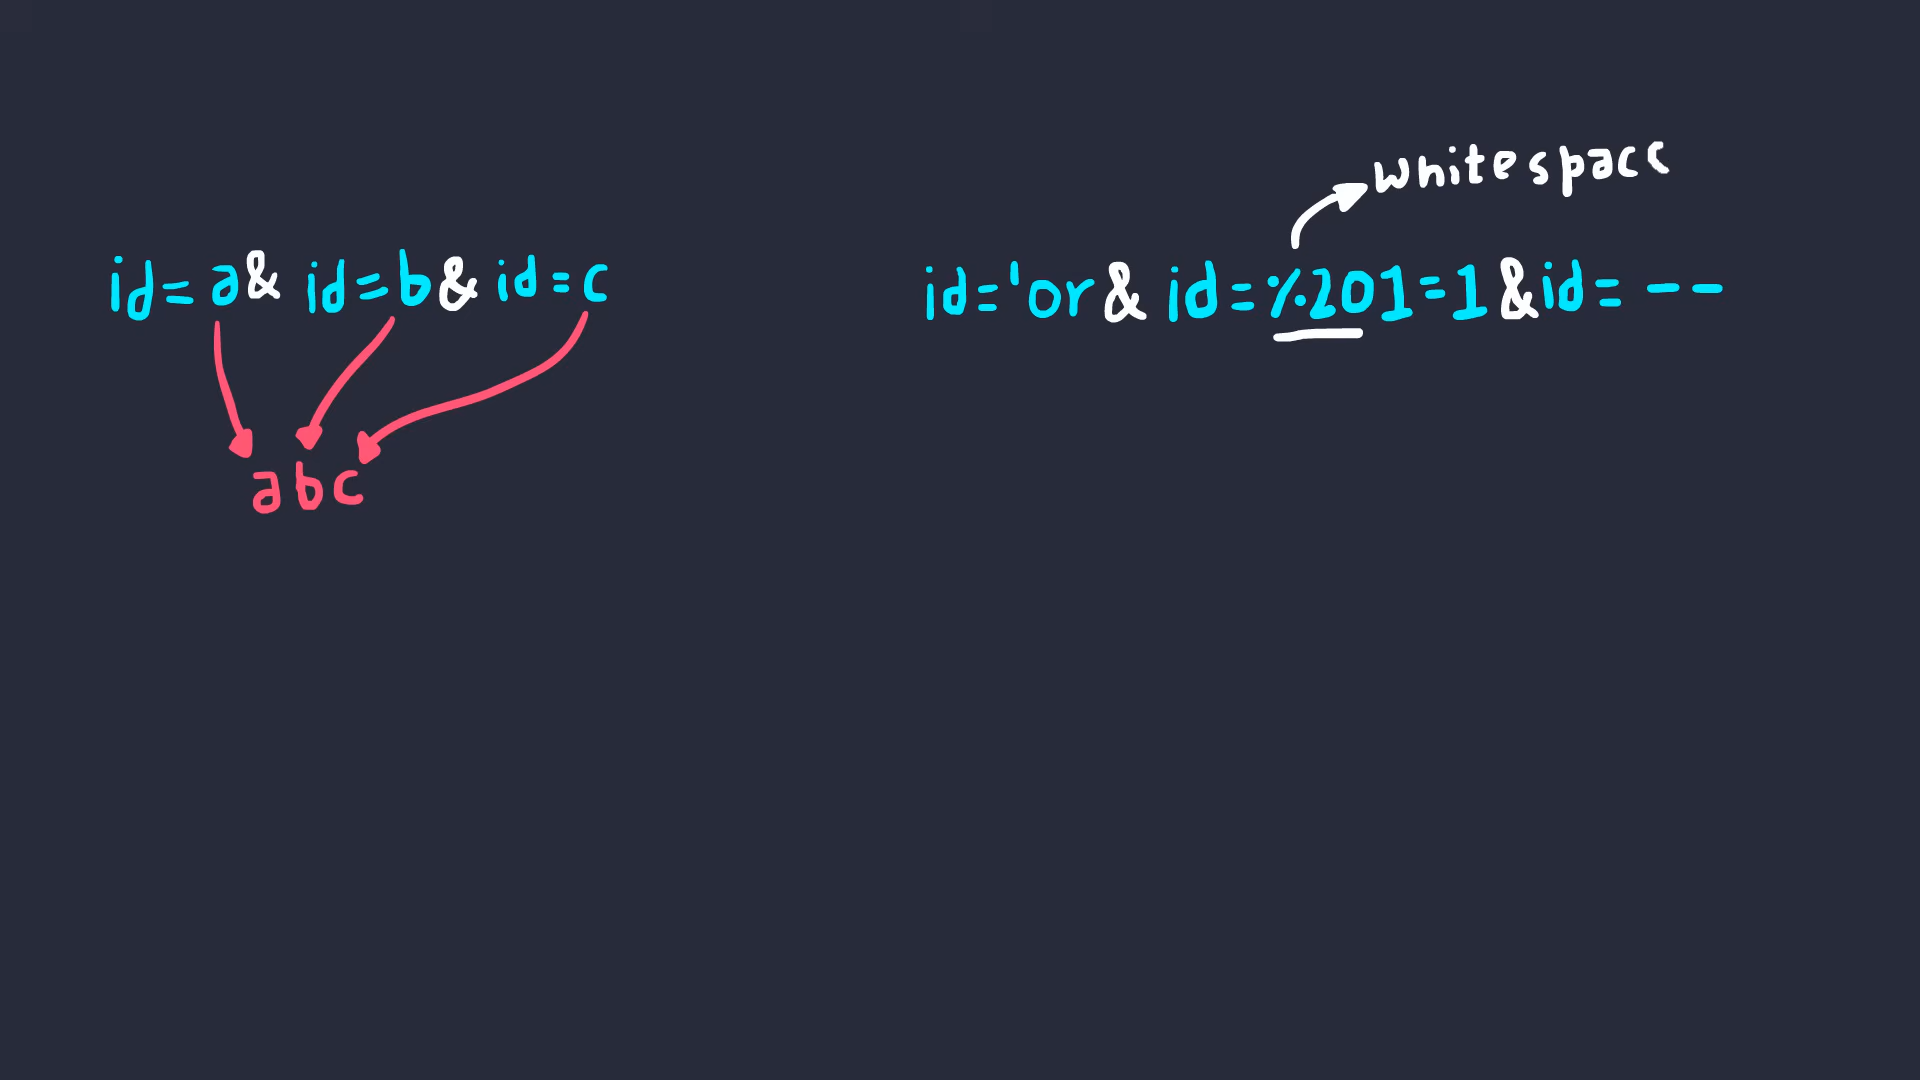 whitespace
id=a& id=b& id=c
id='or& id=%201=1&id= --
abc